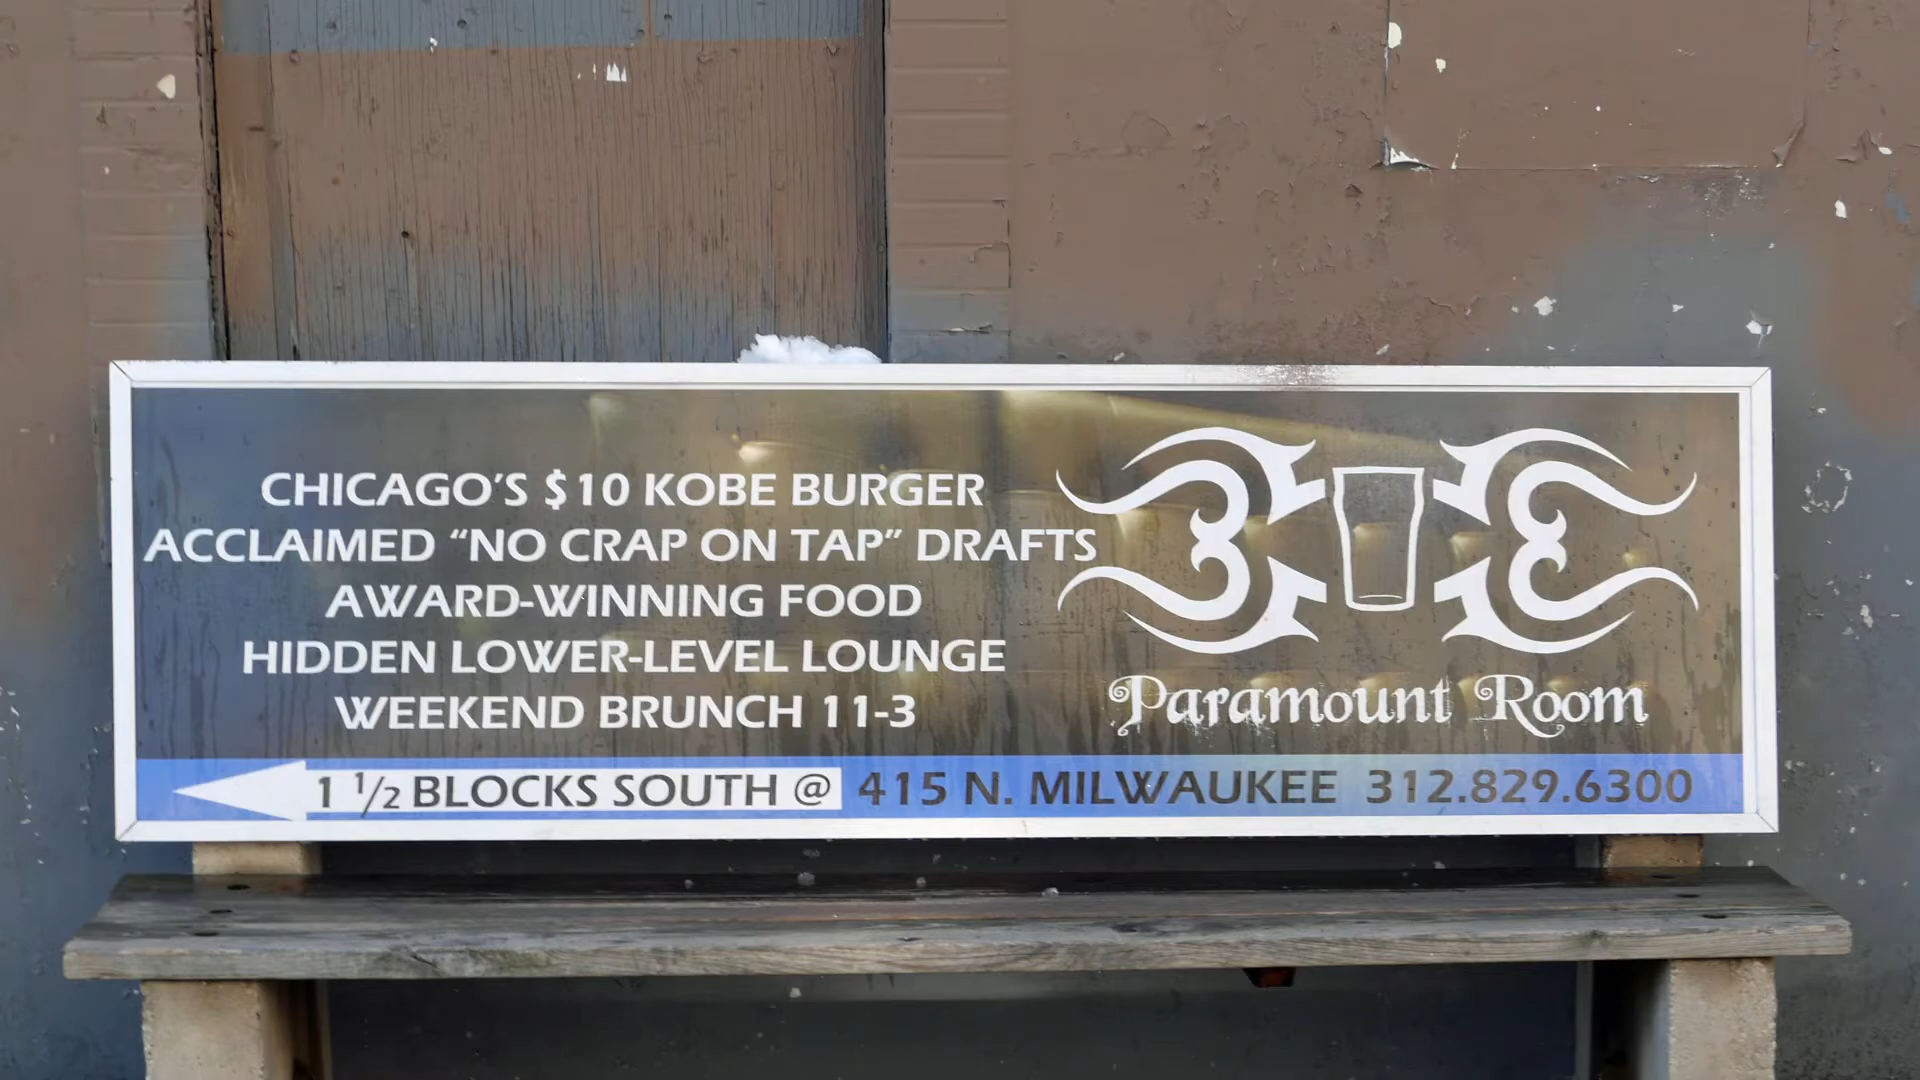 CHICAGO'S $10 KOBE BURGER
ACCLAIMED “NO CRAP ON TAP” DRAFTS
AWARD-WINNING FOOD
HIDDEN LOWER-LEVEL LOUNGE
WEEKEND BRUNCH 11-3
Paramount Room
1 1/2 BLOCKS SOUTH @ 415 N. MILWAUKEE 312.829.6300